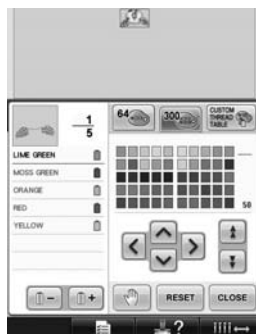 1
5
64
300
CUSTOM
THREAD
TABLE
LIME GREEN
MOSS GREEN
ORANGE
RED
YELLOW
50
-
+
RESET
CLOSE
?